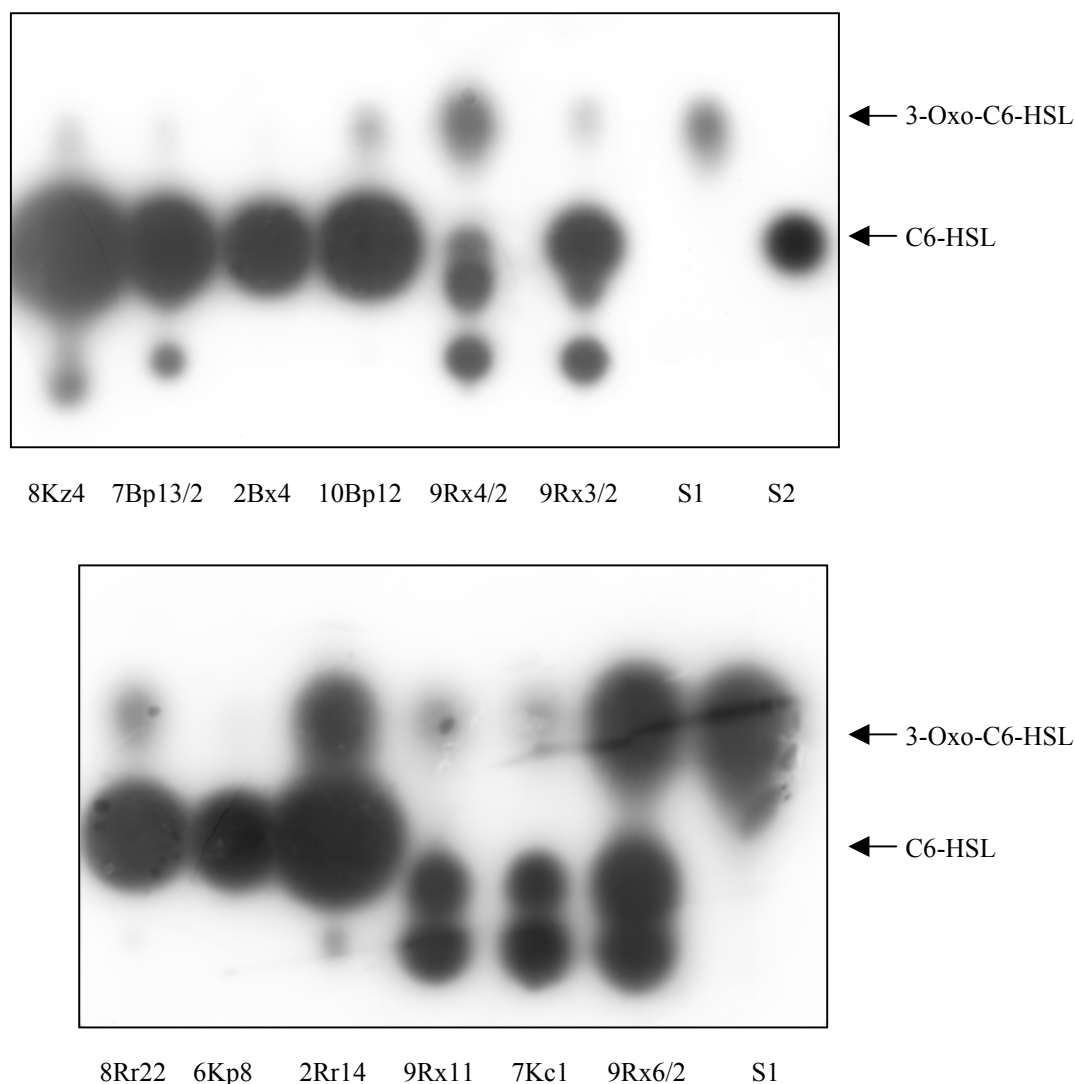 3-Oxo-C6-HSL
C6-HSL
8Kz4 7Bp13/2 2Bx4 10Bp12 9Rx4/2 9Rx3/2 S1 S2
3-Oxo-C6-HSL
C6-HSL
8Rr22 6Kp8 2Rr14 9Rx11 7Kc1 9Rx6/2 S1